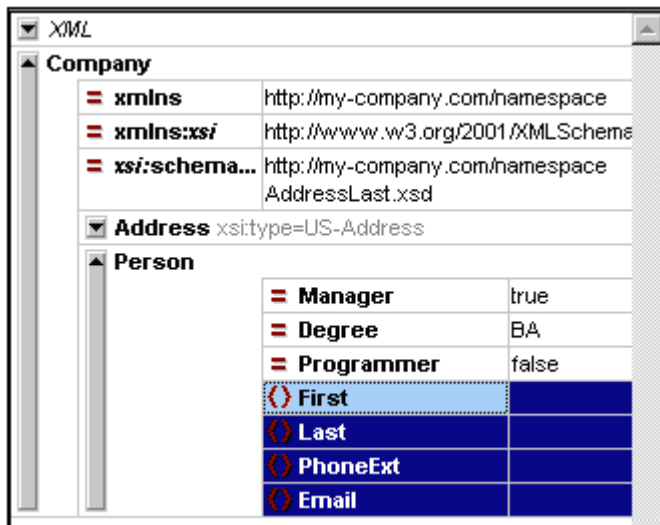 XML
Company
= xmlns http://my-company.com/namespace
= xmlns:xsi http://www.w3.org/2001/XMLSchema
= xsi:schema... http://my-company.com/namespace
AddressLast.xsd
Address xsi:type=US-Address
Person
= Manager true
= Degree BA
= Programmer false
() First
() Last
() PhoneExt
() Email